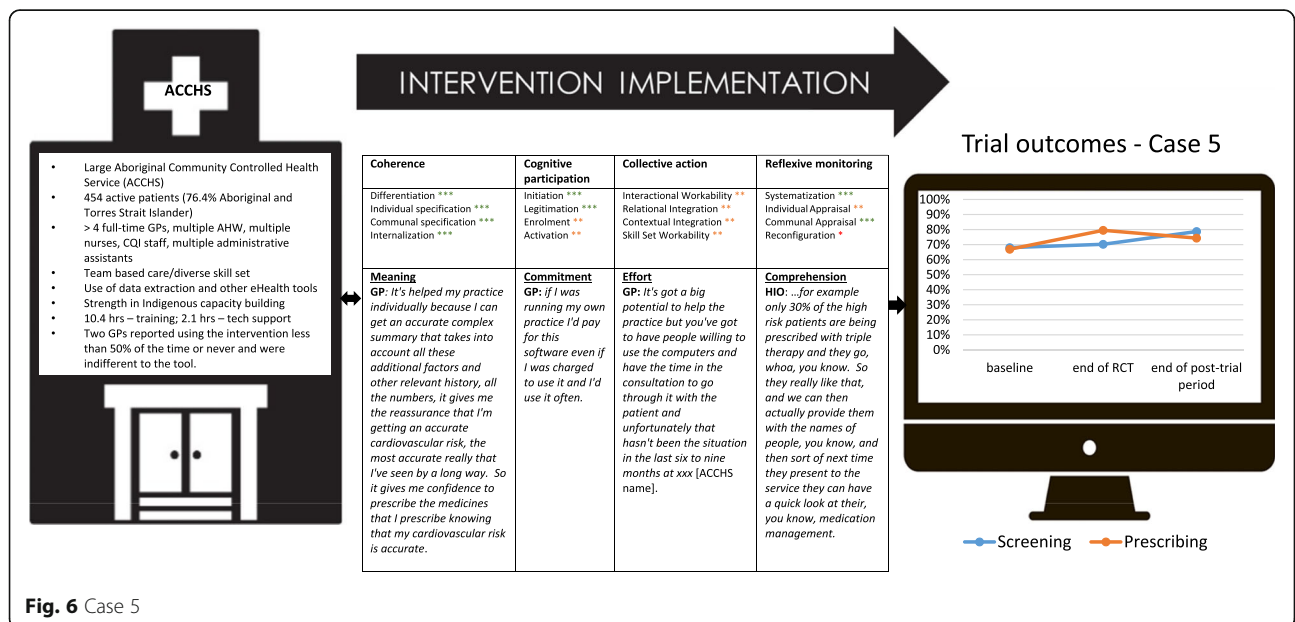 ACCHS
• Large Aboriginal Community Controlled Health
Service (ACCHS)
• 454 active patients (76.4% Aboriginal and
Torres Strait Islander)
• > 4 full-time GPs, multiple AHW, multiple
nurses, CQI staff, multiple administrative
assistants
• Team based care/diverse skill set
• Use of data extraction and other eHealth tools
• Strength in Indigenous capacity building
• 10.4 hrs – training; 2.1 hrs – tech support
• Two GPs reported using the intervention less
than 50% of the time or never and were
indifferent to the tool.
INTERVENTION IMPLEMENTATION
Coherence
Differentiation ***
Individual specification ***
Communal specification ***
Internalization ***
Meaning
GP: It's helped my practice
individually because I can
get an accurate complex
summary that takes into
account all these
additional factors and
other relevant history, all
the numbers, it gives me
the reassurance that I'm
getting an accurate
cardiovascular risk, the
most accurate really that
I've seen by a long way. So
it gives me confidence to
prescribe the medicines
that I prescribe knowing
that my cardiovascular risk
is accurate.
Cognitive
participation
Initiation ***
Legitimation ***
Enrolment **
Activation **
Commitment
GP: if I was
running my own
practice I'd pay
for this
software even if
I was charged
to use it and I'd
use it often.
Collective action
Interactional Workability **
Relational Integration **
Contextual Integration **
Skill Set Workability **
Effort
GP: It's got a big
potential to help the
practice but you've got
to have people willing to
use the computers and
have the time in the
consultation to go
through it with the
patient and
unfortunately that
hasn't been the situation
in the last six to nine
months at xxx [ACCHS
name].
Reflexive monitoring
Systematization ***
Individual Appraisal **
Communal Appraisal ***
Reconfiguration *
Comprehension
HIO: …for example
only 30% of the high
risk patients are being
prescribed with triple
therapy and they go,
whoa, you know. So
they really like that,
and we can then
actually provide them
with the names of
people, you know, and
then sort of next time
they present to the
service they can have
a quick look at their,
you know, medication
management.
Trial outcomes - Case 5
100%
90%
80%
70%
60%
50%
40%
30%
20%
10%
0%
baseline
end of RCT
end of post-trial
period
Screening
Prescribing
Fig. 6 Case 5